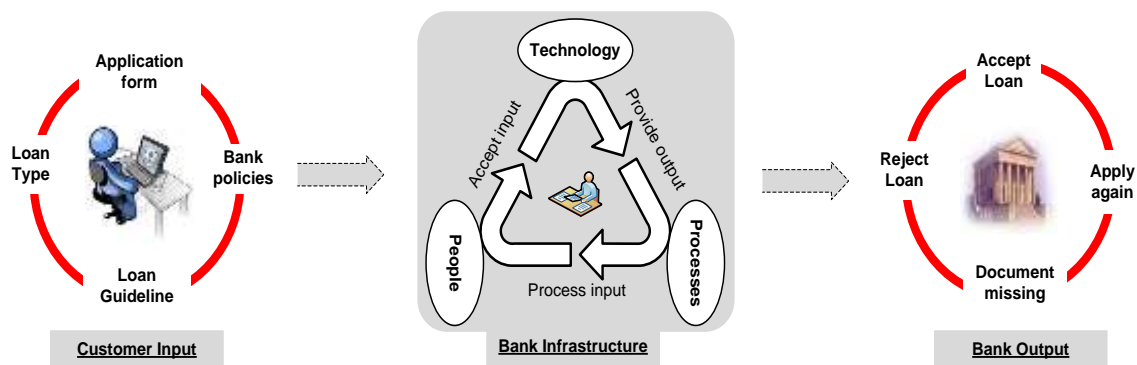 Application
form
Loan
Type
Bank
policies
Loan
Guideline
Customer Input
Technology
Accept input
Provide output
People
Processes
Process input
Bank Infrastructure
Accept
Loan
Reject
Loan
Apply
again
Document
missing
Bank Output